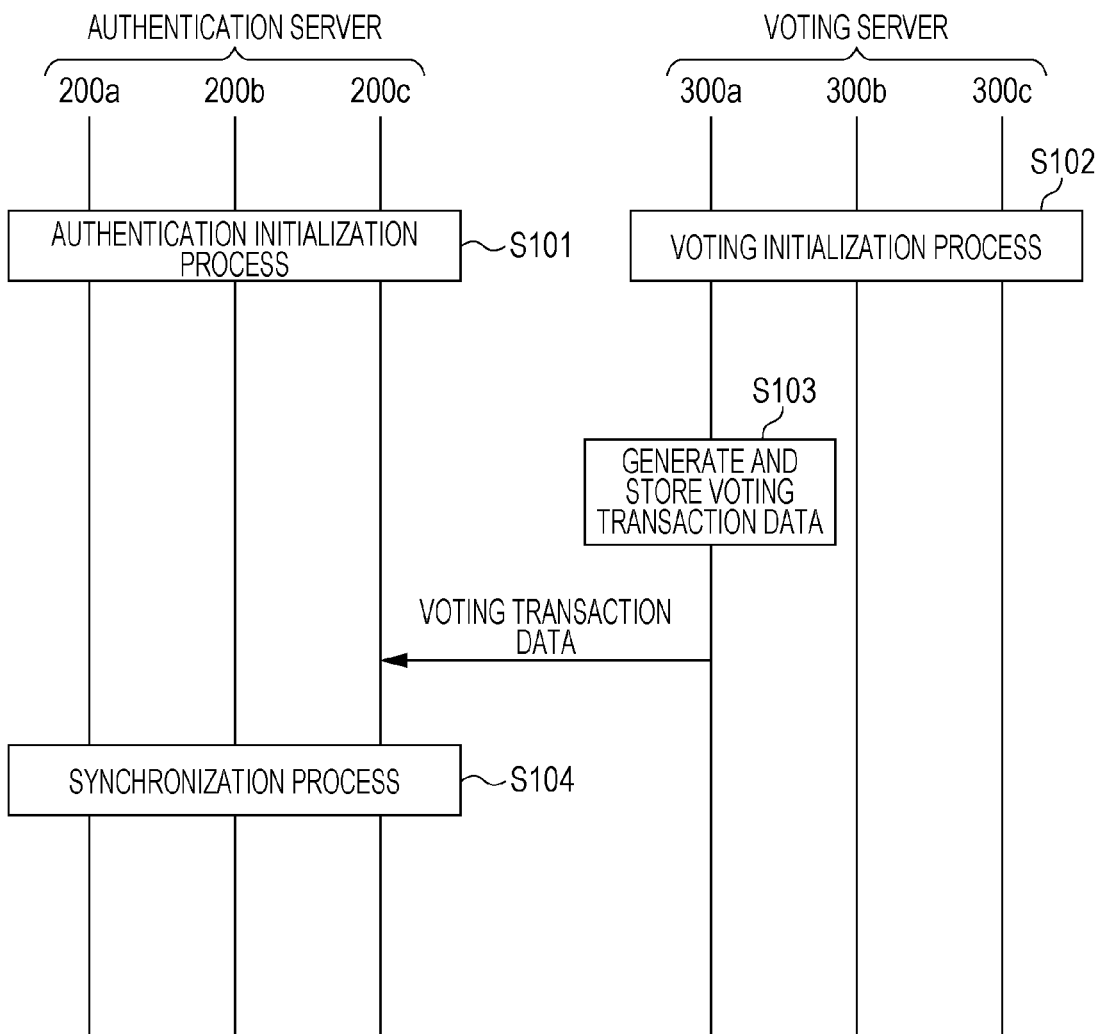 AUTHENTICATION SERVER
VOTING SERVER
200a 200b 200c
300a 300b 300c
S102
AUTHENTICATION INITIALIZATION
PROCESS
S101
VOTING INITIALIZATION PROCESS
S103
GENERATE AND
STORE VOTING
TRANSACTION DATA
VOTING TRANSACTION
DATA
SYNCHRONIZATION PROCESS
S104